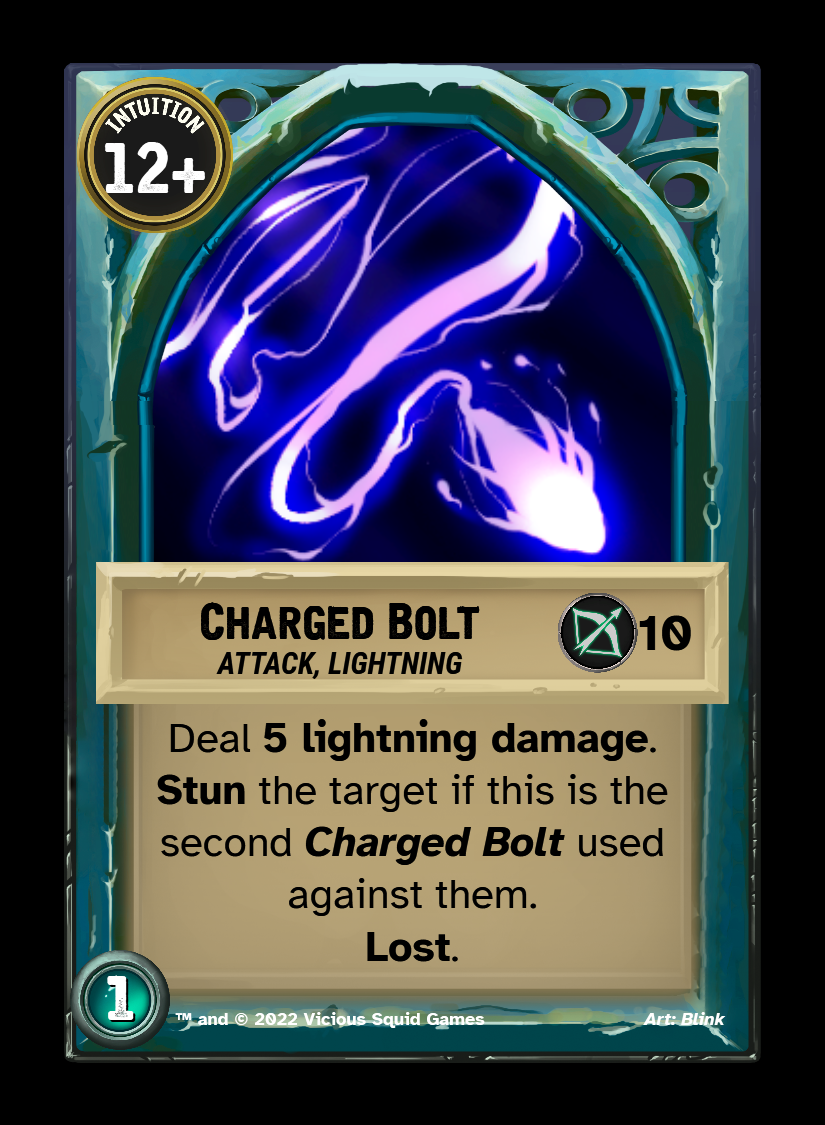 INTUITION
12+
CHARGED BOLT
ATTACK, LIGHTNING
10
Deal 5 lightning damage.
Stun the target if this is the
second Charged Bolt used
against them.
Lost.
1
™ and © 2022 Vicious Squid Games
Art: Blink